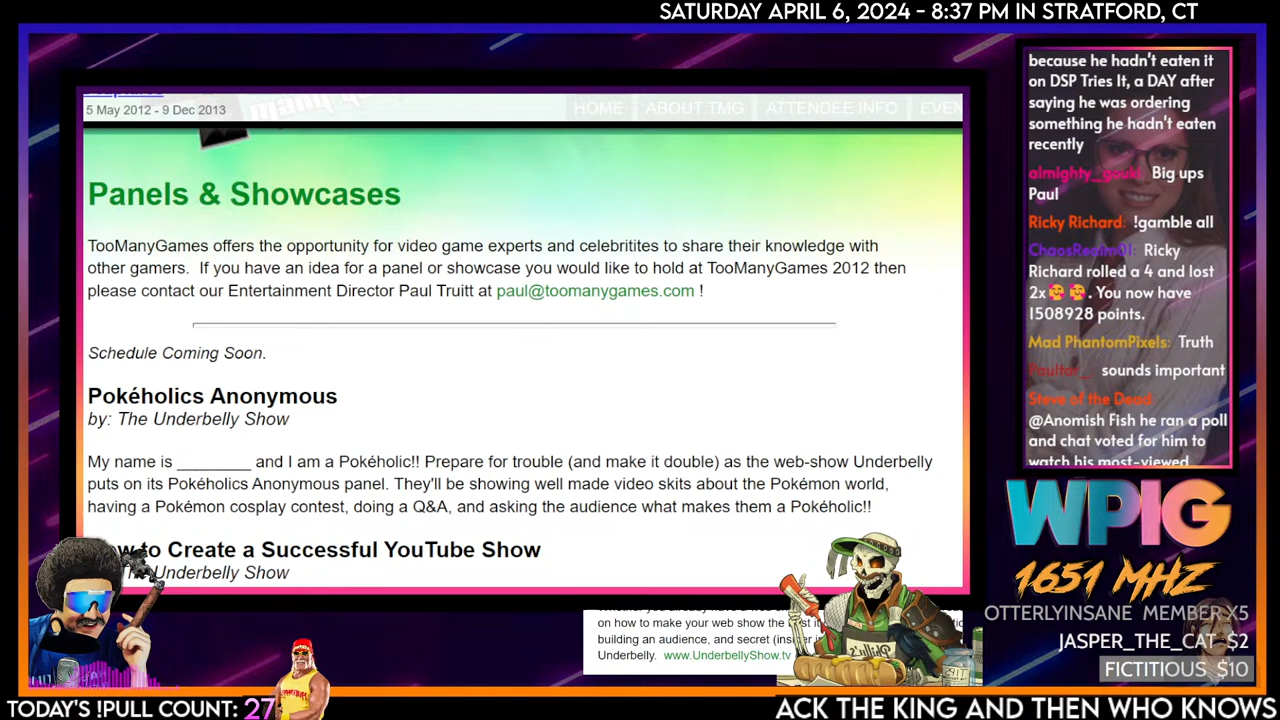 SATURDAY APRIL 6, 2024 - 8:37 PM IN STRATFORD, CT
5 May 2012 - 9 Dec 2013
HOME ABOUT TMG ATTENDEE INFO
Panels & Showcases
TooManyGames offers the opportunity for video game experts and celebritites to share their knowledge with
other gamers. If you have an idea for a panel or showcase you would like to hold at TooManyGames 2012 then
please contact our Entertainment Director Paul Truitt at paul@toomanygames.com !
Schedule Coming Soon.
Pokéholics Anonymous
by: The Underbelly Show
My name is ________ and I am a Pokéholic!! Prepare for trouble (and make it double) as the web-show Underbelly
puts on its Pokéholics Anonymous panel. They'll be showing well made video skits about the Pokémon world,
having a Pokémon cosplay contest, doing a Q&A, and asking the audience what makes them a Pokéholic!!
to Create a Successful YouTube Show
Underbelly Show
on how to make your web show the
building an audience, and secret
Underbelly. www.UnderbellyShow.tv
because he hadn't eaten it
on DSP Tries It, a DAY after
saying he was ordering
something he hadn't eaten
recently
almighty_gouki: Big ups
Paul
Ricky Richard: !gamble all
ChaosRealm01: Ricky
Richard rolled a 4 and lost
2x🥰🥰. You now have
1508928 points.
Mad PhantomPixels: Truth
sounds important
Steve of the Dead:
@Anomish Fish he ran a poll
and chat voted for him to
watch his most-viewed
WPIG
1651 MHZ
OTTERLYINSANE MEMBER X5
JASPER_THE_CAT $2
FICTITIOUS $10
TODAY'S !PULL COUNT: 27
ACK THE KING AND THEN WHO KNOWS